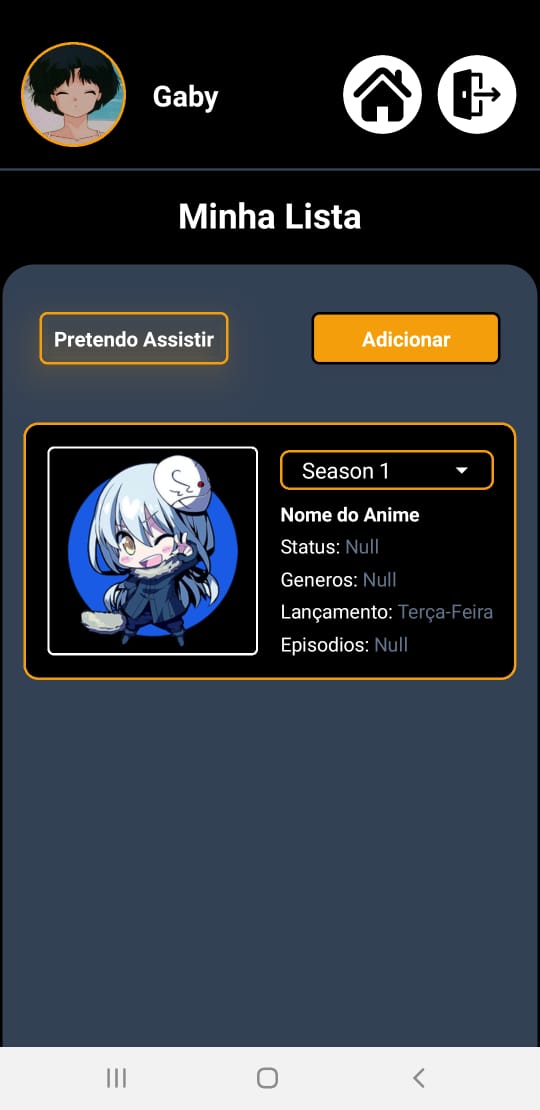 Gaby
Minha Lista
Pretendo Assistir
Adicionar
Season 1
Nome do Anime
Status: Null
Generos: Null
Lançamento: Terça-Feira
Episodios: Null